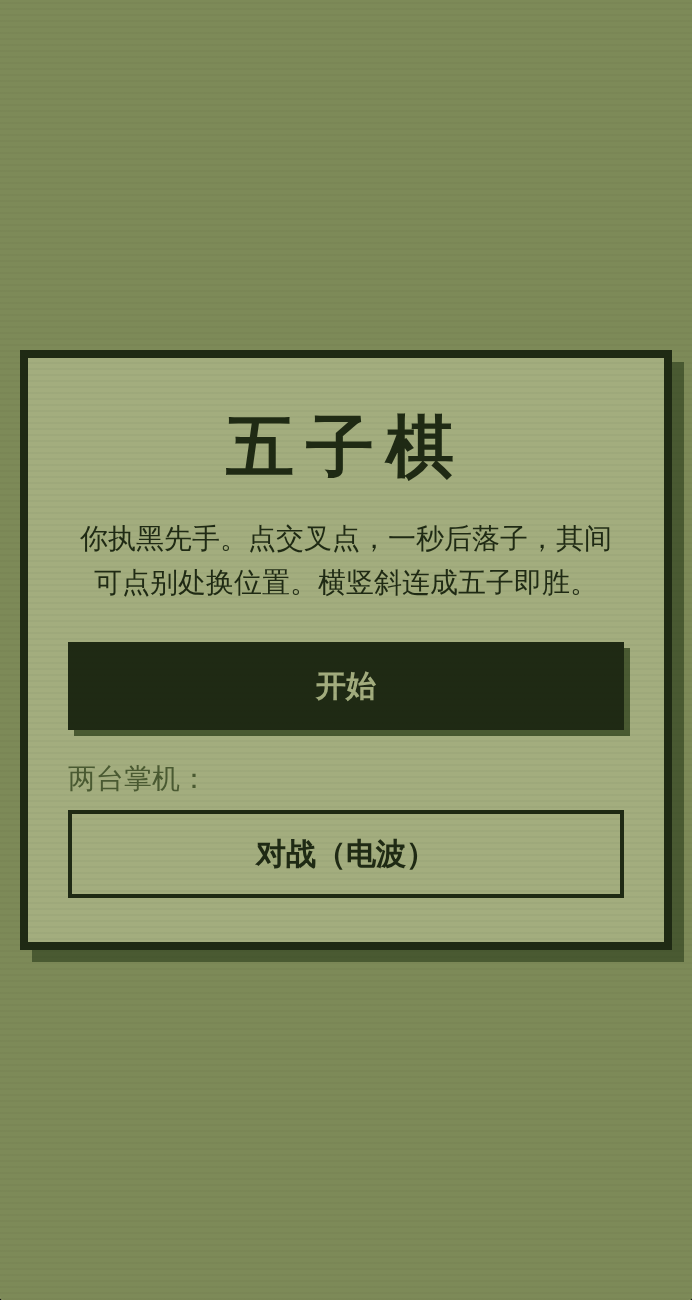 五子棋
你执黑先手。点交叉点，一秒后落子，其间
可点别处换位置。横竖斜连成五子即胜。
开始
两台掌机：
对战（电波）